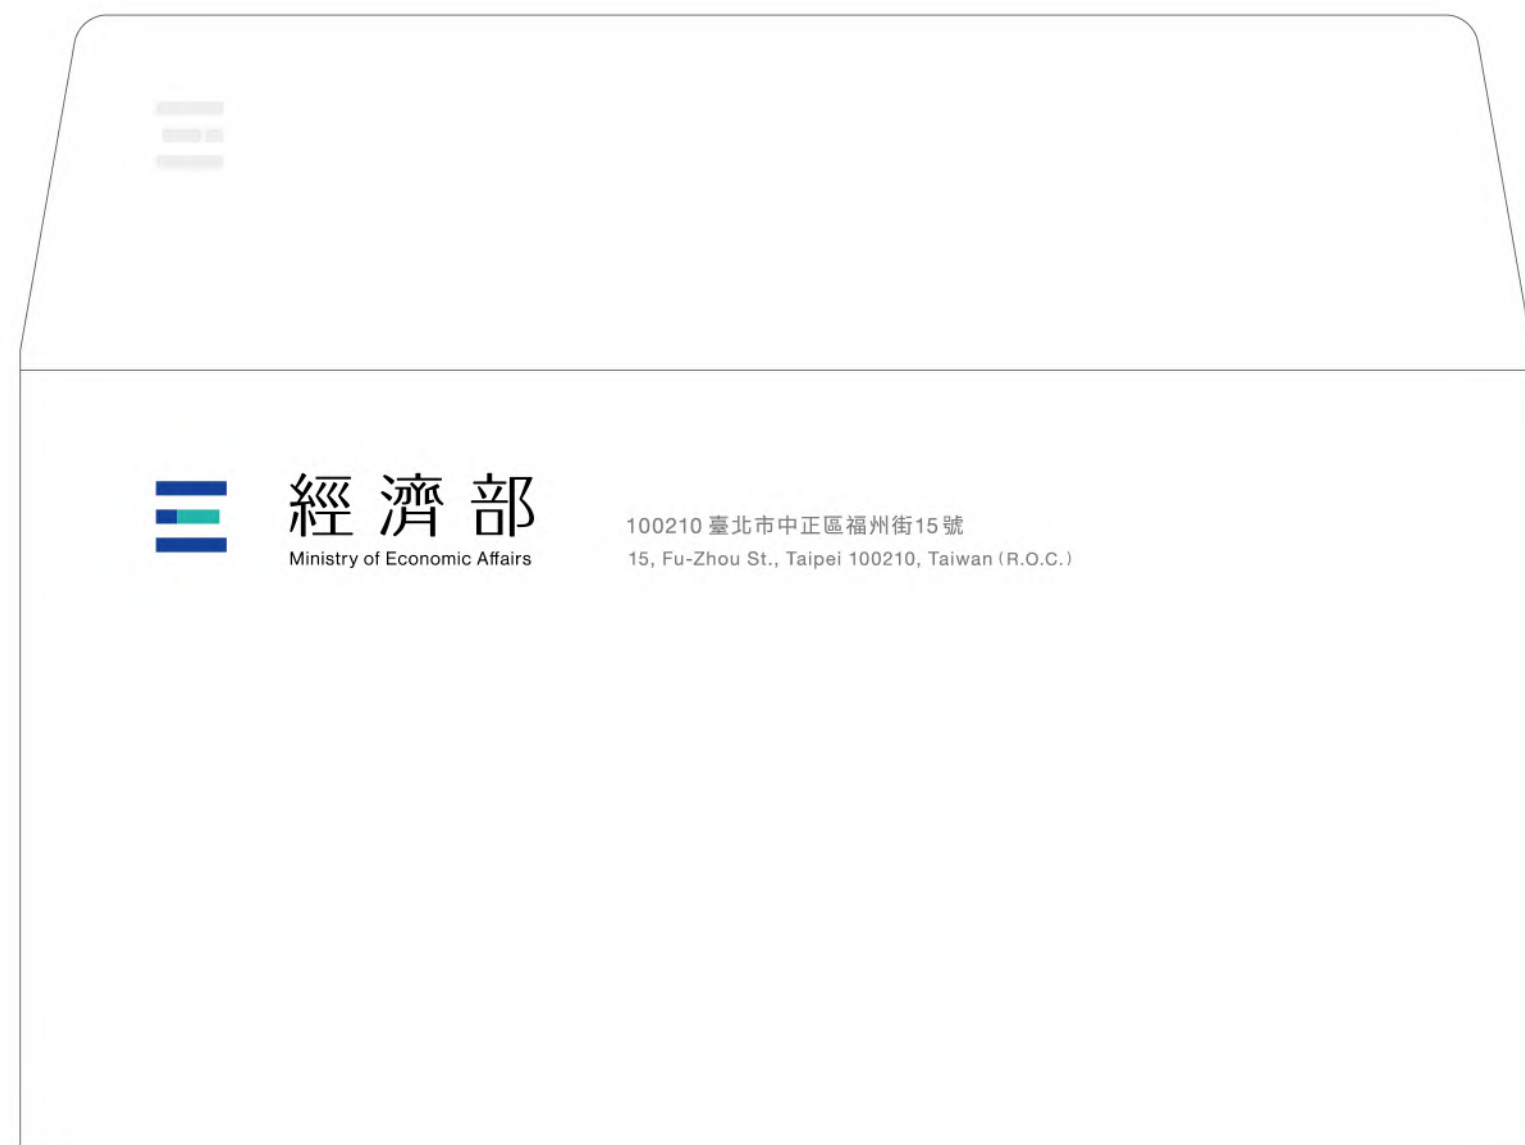 經濟部
Ministry of Economic Affairs
100210 臺北市中正區福州街15號
15, Fu-Zhou St., Taipei 100210, Taiwan (R.O.C.)